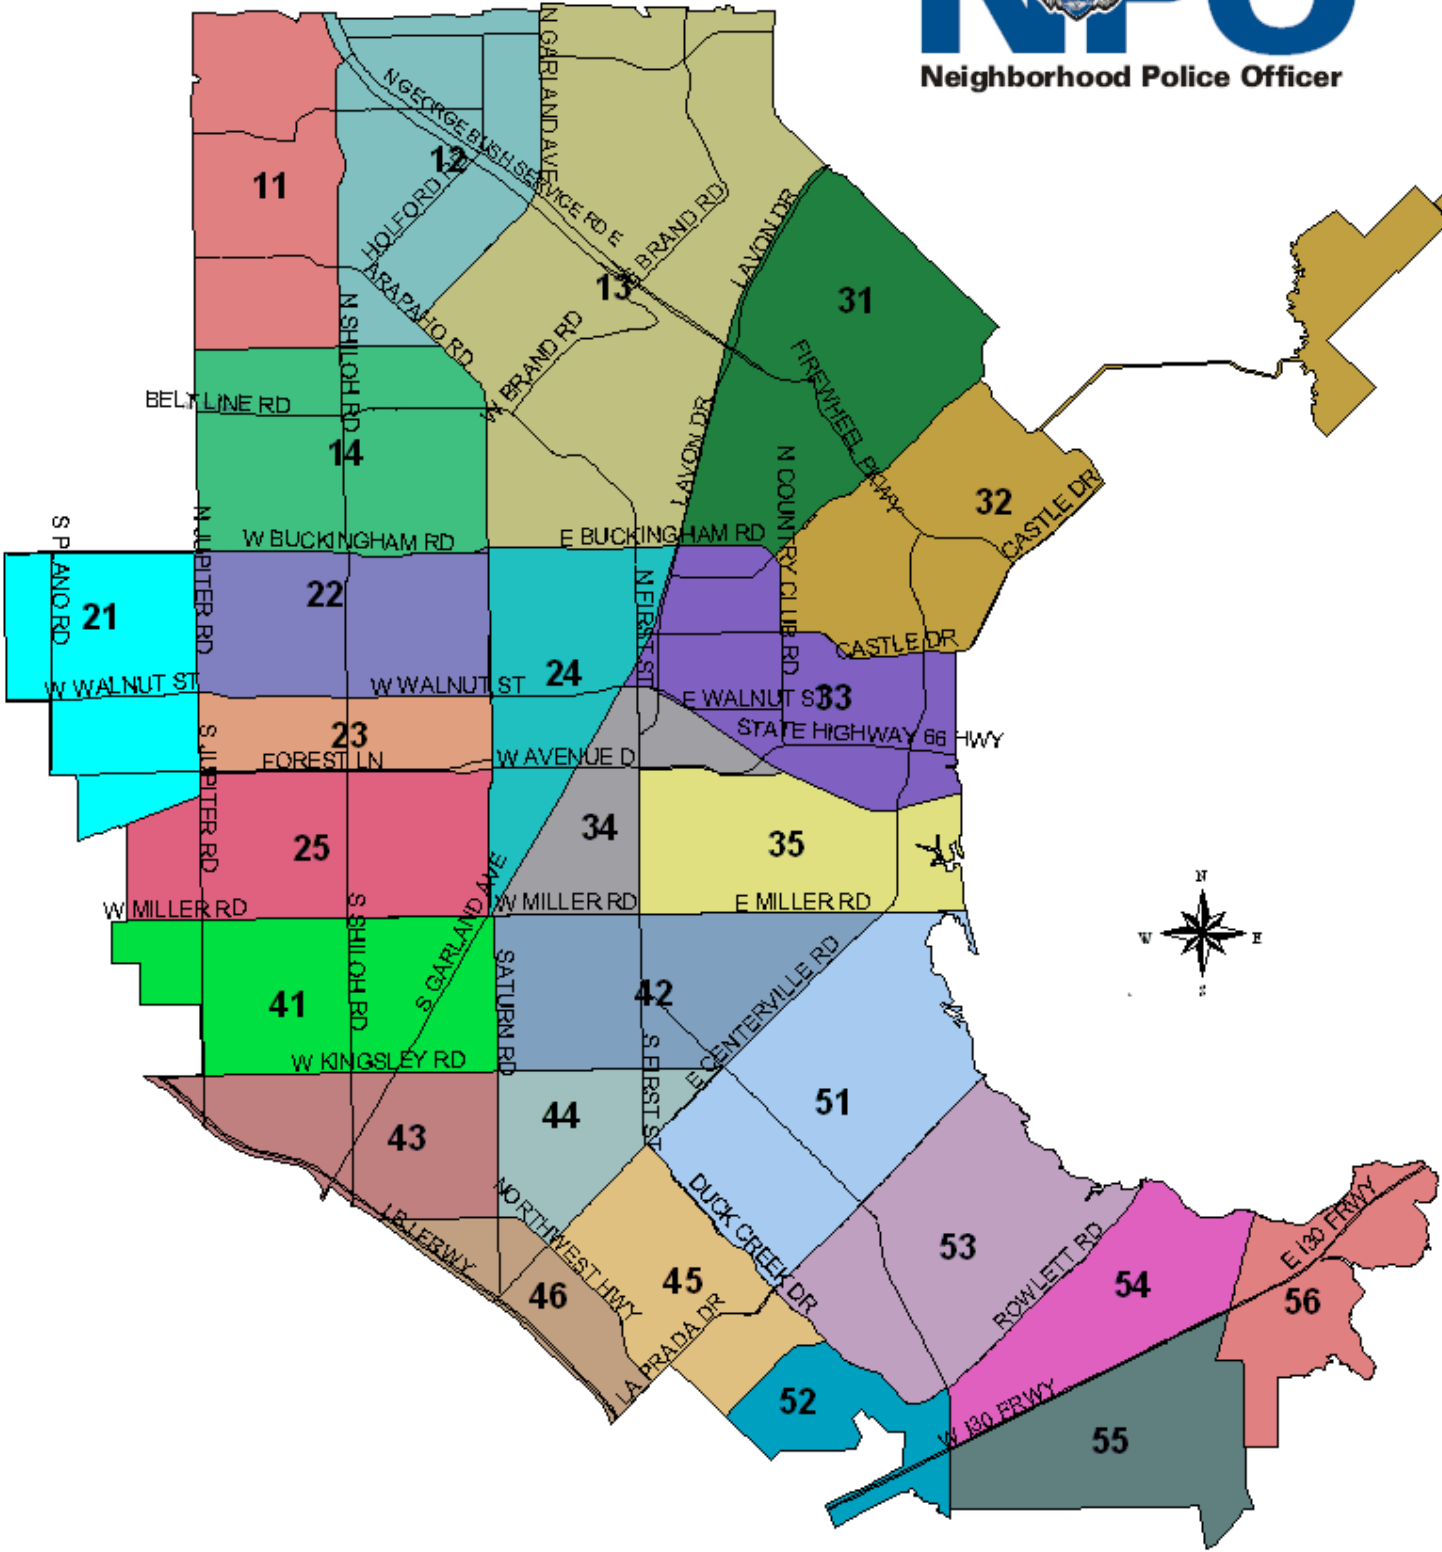 NPO
Neighborhood Police Officer
N GARLAND AVE
N GEORGE BUSH SERVICE RD E
12
11
HOLFORD RD
BRAND RD
LAVON DR
13
ARAPAHO RD
31
N SHILOH RD
W BRAND RD
FIREWHEEL PKWY
BELT LINE RD
LAVON DR
14
N COUNTRY CLUB RD
32
CASTLE DR
S PLANO RD
N JUPITER RD
W BUCKINGHAM RD
E BUCKINGHAM RD
21
22
N FIRST ST
CASTLE DR
24
W WALNUT ST
W WALNUT ST
E WALNUT ST
33
23
STATE HIGHWAY 66 HWY
S JUPITER RD
FOREST LN
W AVENUE D
25
34
35
W MILLER RD
S GARLAND AVE
W MILLER RD
E MILLER RD
N
W
E
S
S SHILOH RD
SATURN RD
41
42
E CENTERVILLE RD
W KINGSLEY RD
S FIRST ST
51
44
43
NORTHWEST HWY
DUCK CREEK DR
LBJ FRWY
53
ROWLETT RD
E I30 FRWY
46
45
54
56
LA PRADA DR
52
W I30 FRWY
55